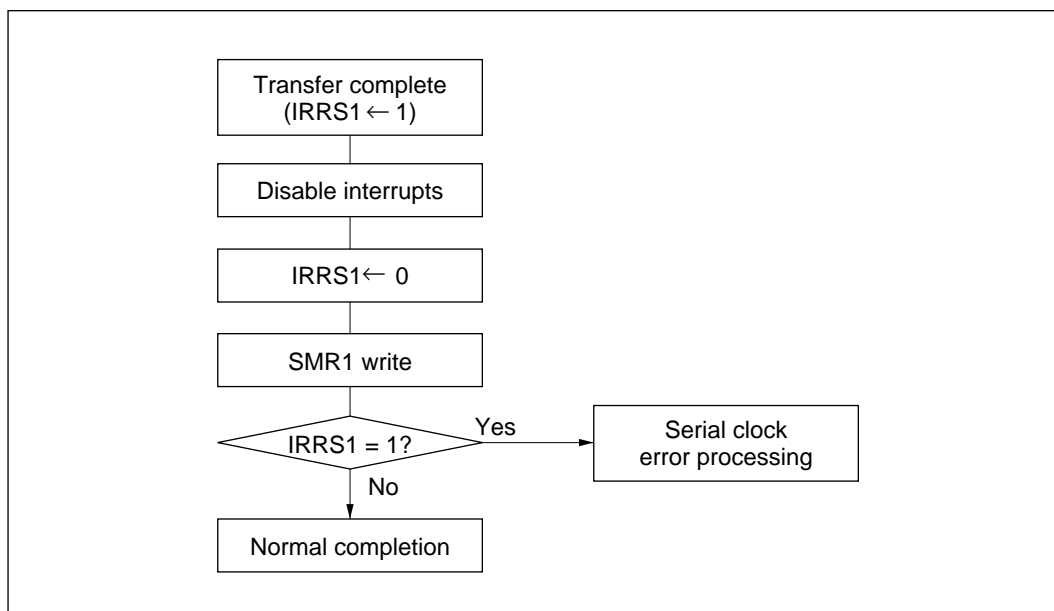 Transfer complete
(IRRS1 ← 1)
Disable interrupts
IRRS1← 0
SMR1 write
IRRS1 = 1?
Yes
Serial clock
error processing
No
Normal completion